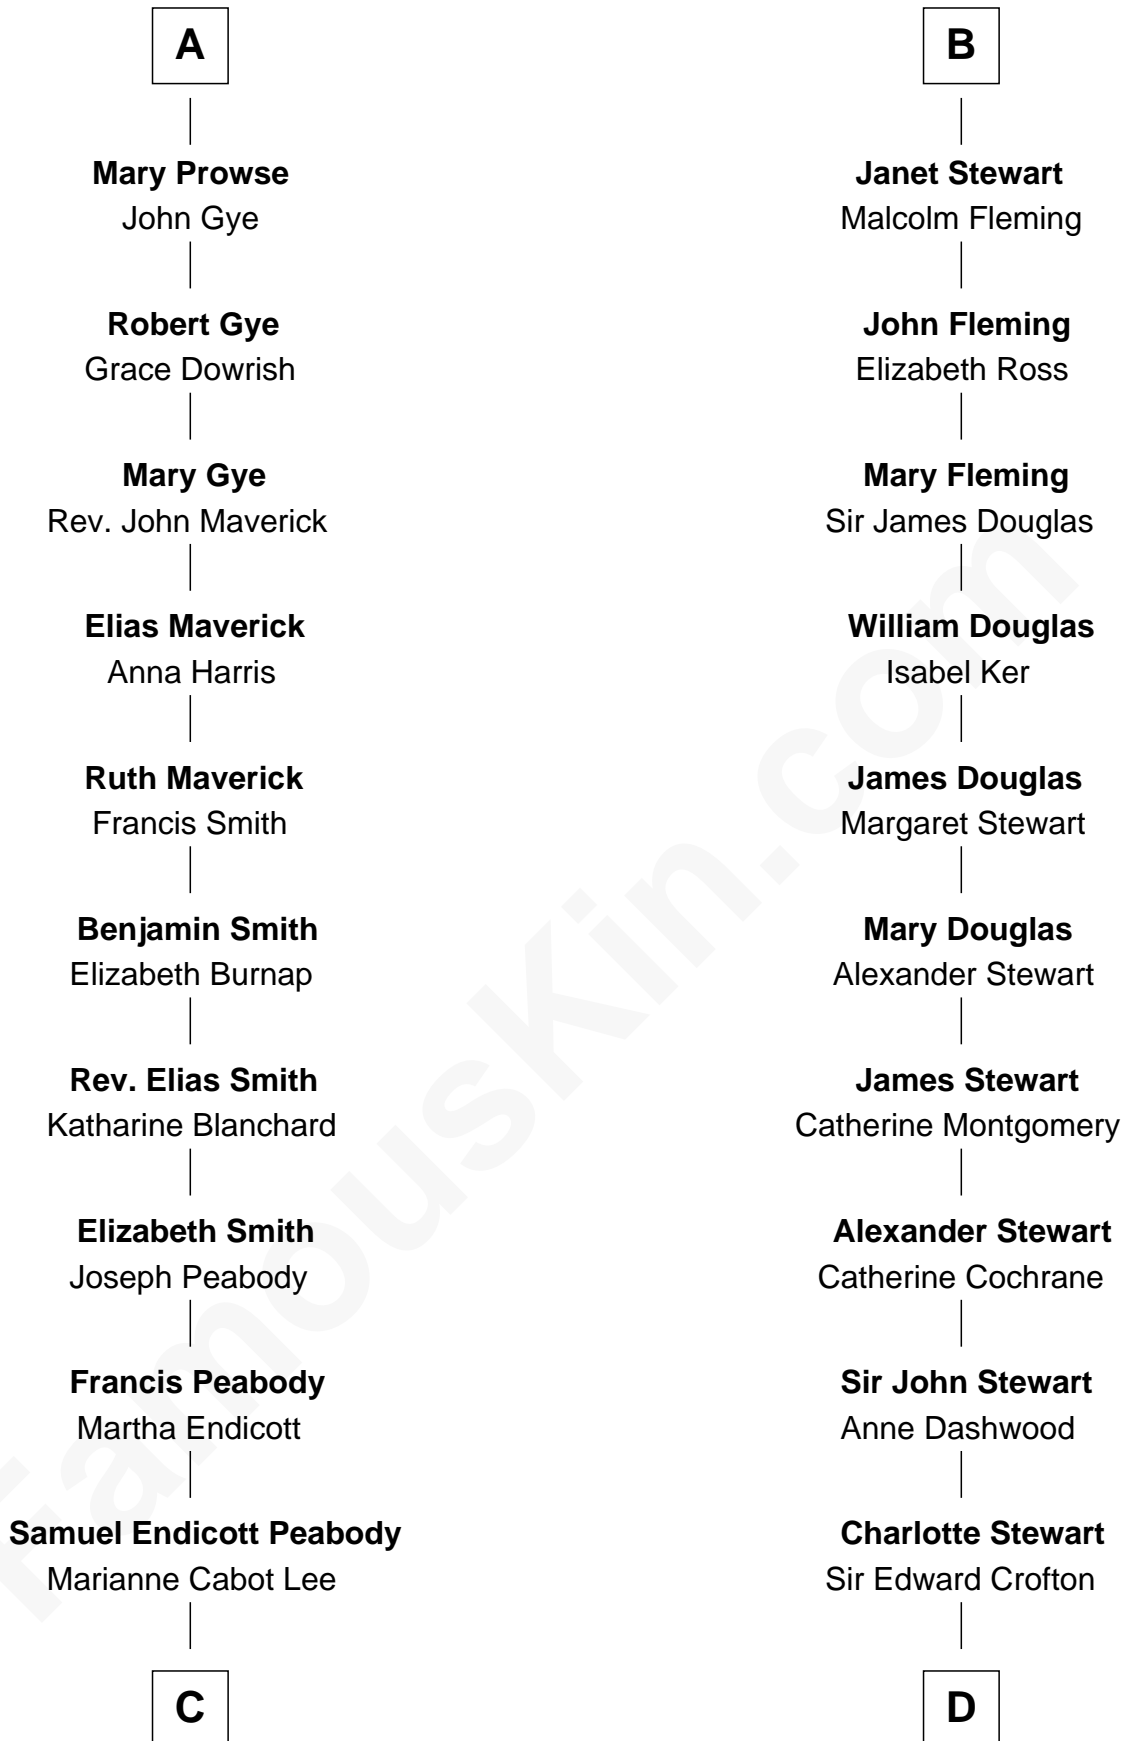 A
Mary Prowse
John Gye
Robert Gye
Grace Dowrish
Mary Gye
Rev. John Maverick
Elias Maverick
Anna Harris
Ruth Maverick
Francis Smith
Benjamin Smith
Elizabeth Burnap
Rev. Elias Smith
Katharine Blanchard
Elizabeth Smith
Joseph Peabody
Francis Peabody
Martha Endicott
Samuel Endicott Peabody
Marianne Cabot Lee
C
B
Janet Stewart
Malcolm Fleming
John Fleming
Elizabeth Ross
Mary Fleming
Sir James Douglas
William Douglas
Isabel Ker
James Douglas
Margaret Stewart
Mary Douglas
Alexander Stewart
James Stewart
Catherine Montgomery
Alexander Stewart
Catherine Cochrane
Sir John Stewart
Anne Dashwood
Charlotte Stewart
Sir Edward Crofton
D
FamousKin.com